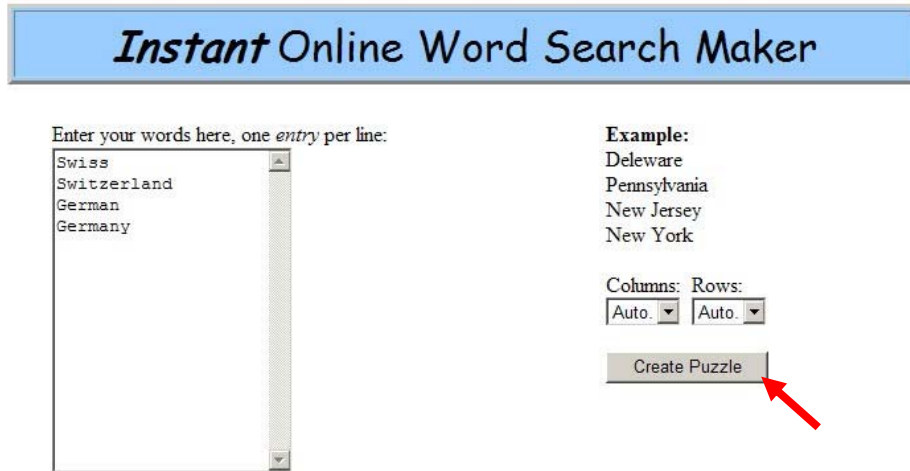 Instant Online Word Search Maker
Enter your words here, one entry per line:
Swiss
Switzerland
German
Germany
Example:
Deleware
Pennsylvania
New Jersey
New York
Columns: Rows:
Auto. Auto.
Create Puzzle